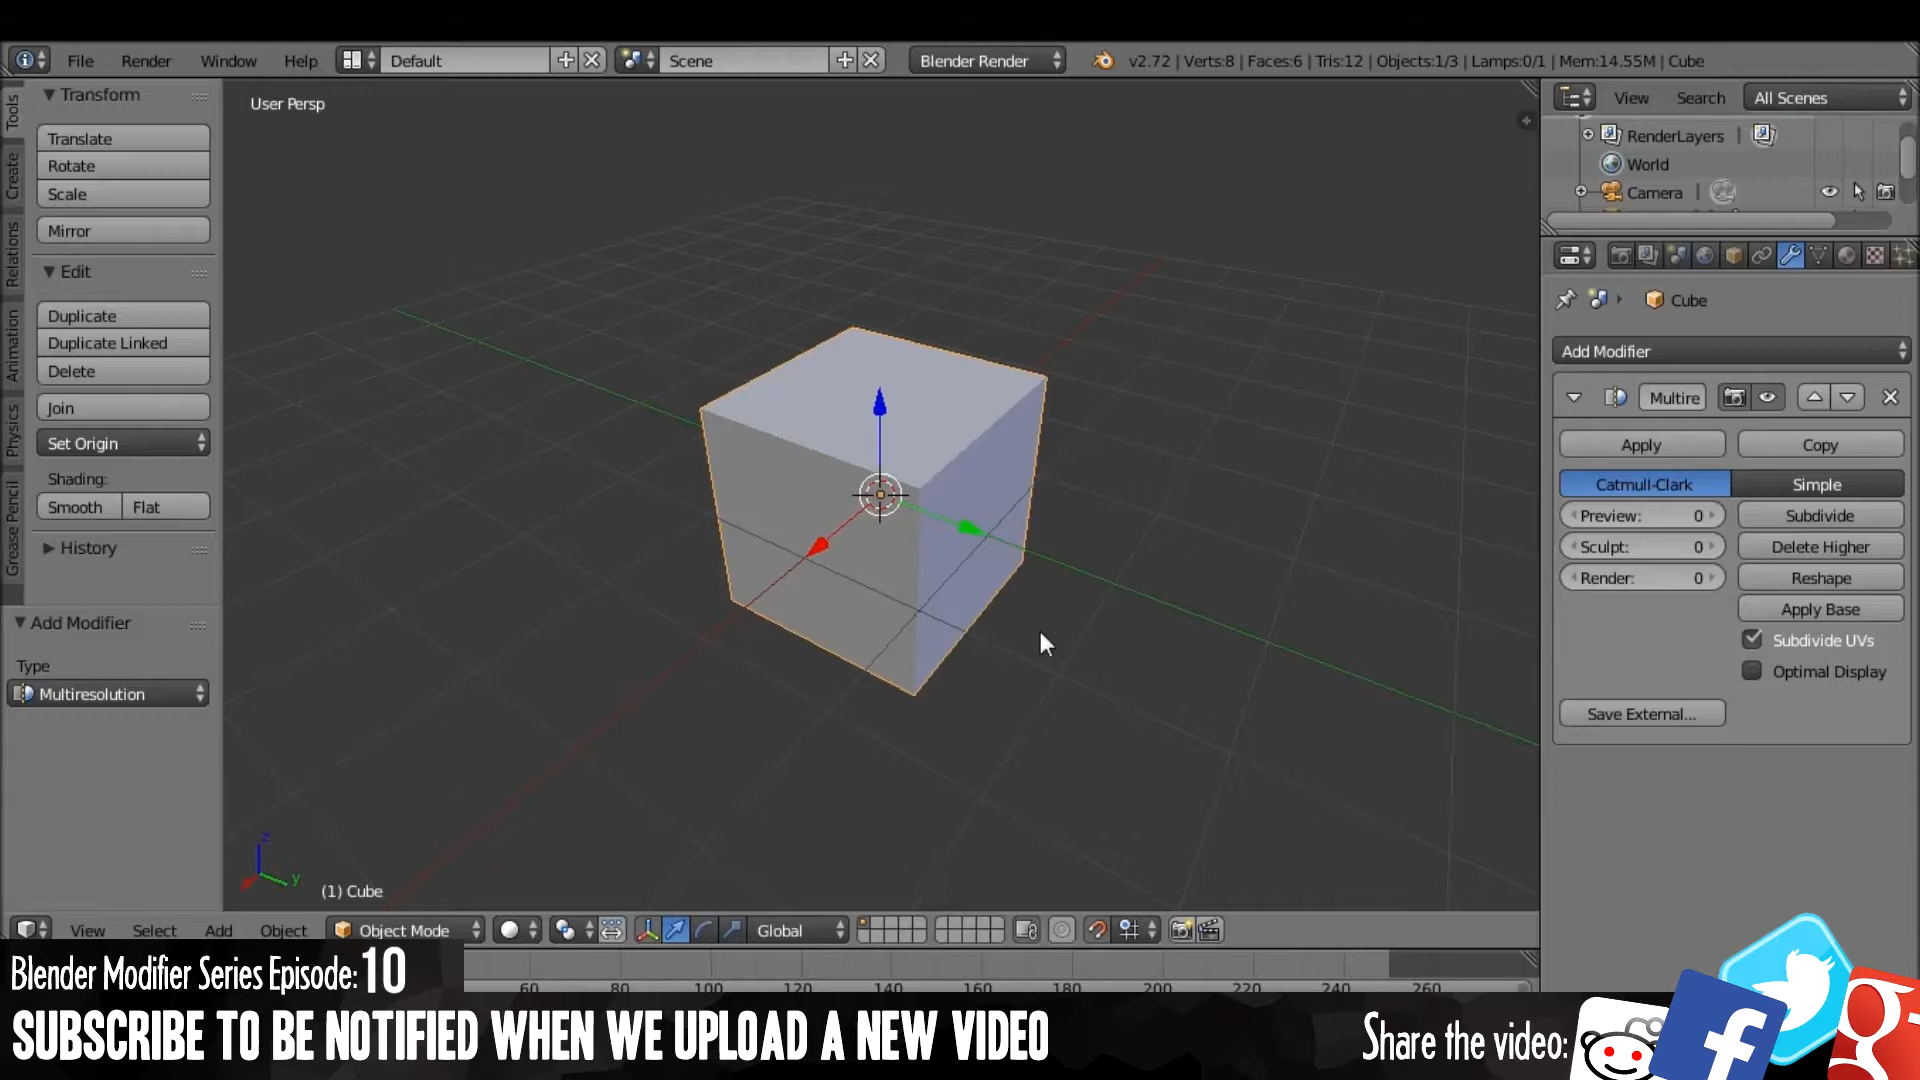 File Render Window Help Default Scene Blender Render v2.72 | Verts:8 | Faces:6 | Tris:12 | Objects:1/3 | Lamps:0/1 | Mem:14.55M | Cube
Tools
Create
Relations
Animation
Physics
Grease Pencil
Transform
Translate
Rotate
Scale
Mirror
Edit
Duplicate
Duplicate Linked
Delete
Join
Set Origin
Shading:
Smooth Flat
History
Add Modifier
Type
Multiresolution
User Persp
z
y
(1) Cube
View Search All Scenes
RenderLayers |
World
Camera |
Cube
Add Modifier
Multire
Apply Copy
Catmull-Clark Simple
Preview: 0 Subdivide
Sculpt: 0 Delete Higher
Render: 0 Reshape
Apply Base
Subdivide UVs
Optimal Display
Save External...
View Select Add Object Object Mode Global
60 80 100 120 140 160 180 200 220 240 260
Blender Modifier Series Episode: 10
SUBSCRIBE TO BE NOTIFIED WHEN WE UPLOAD A NEW VIDEO
Share the video: